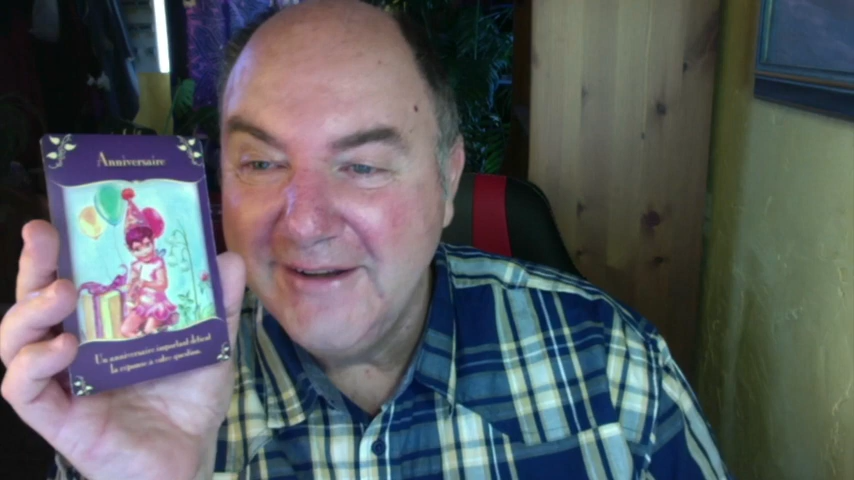 Anniversaire
Un anniversaire important détient
la réponse à votre question.